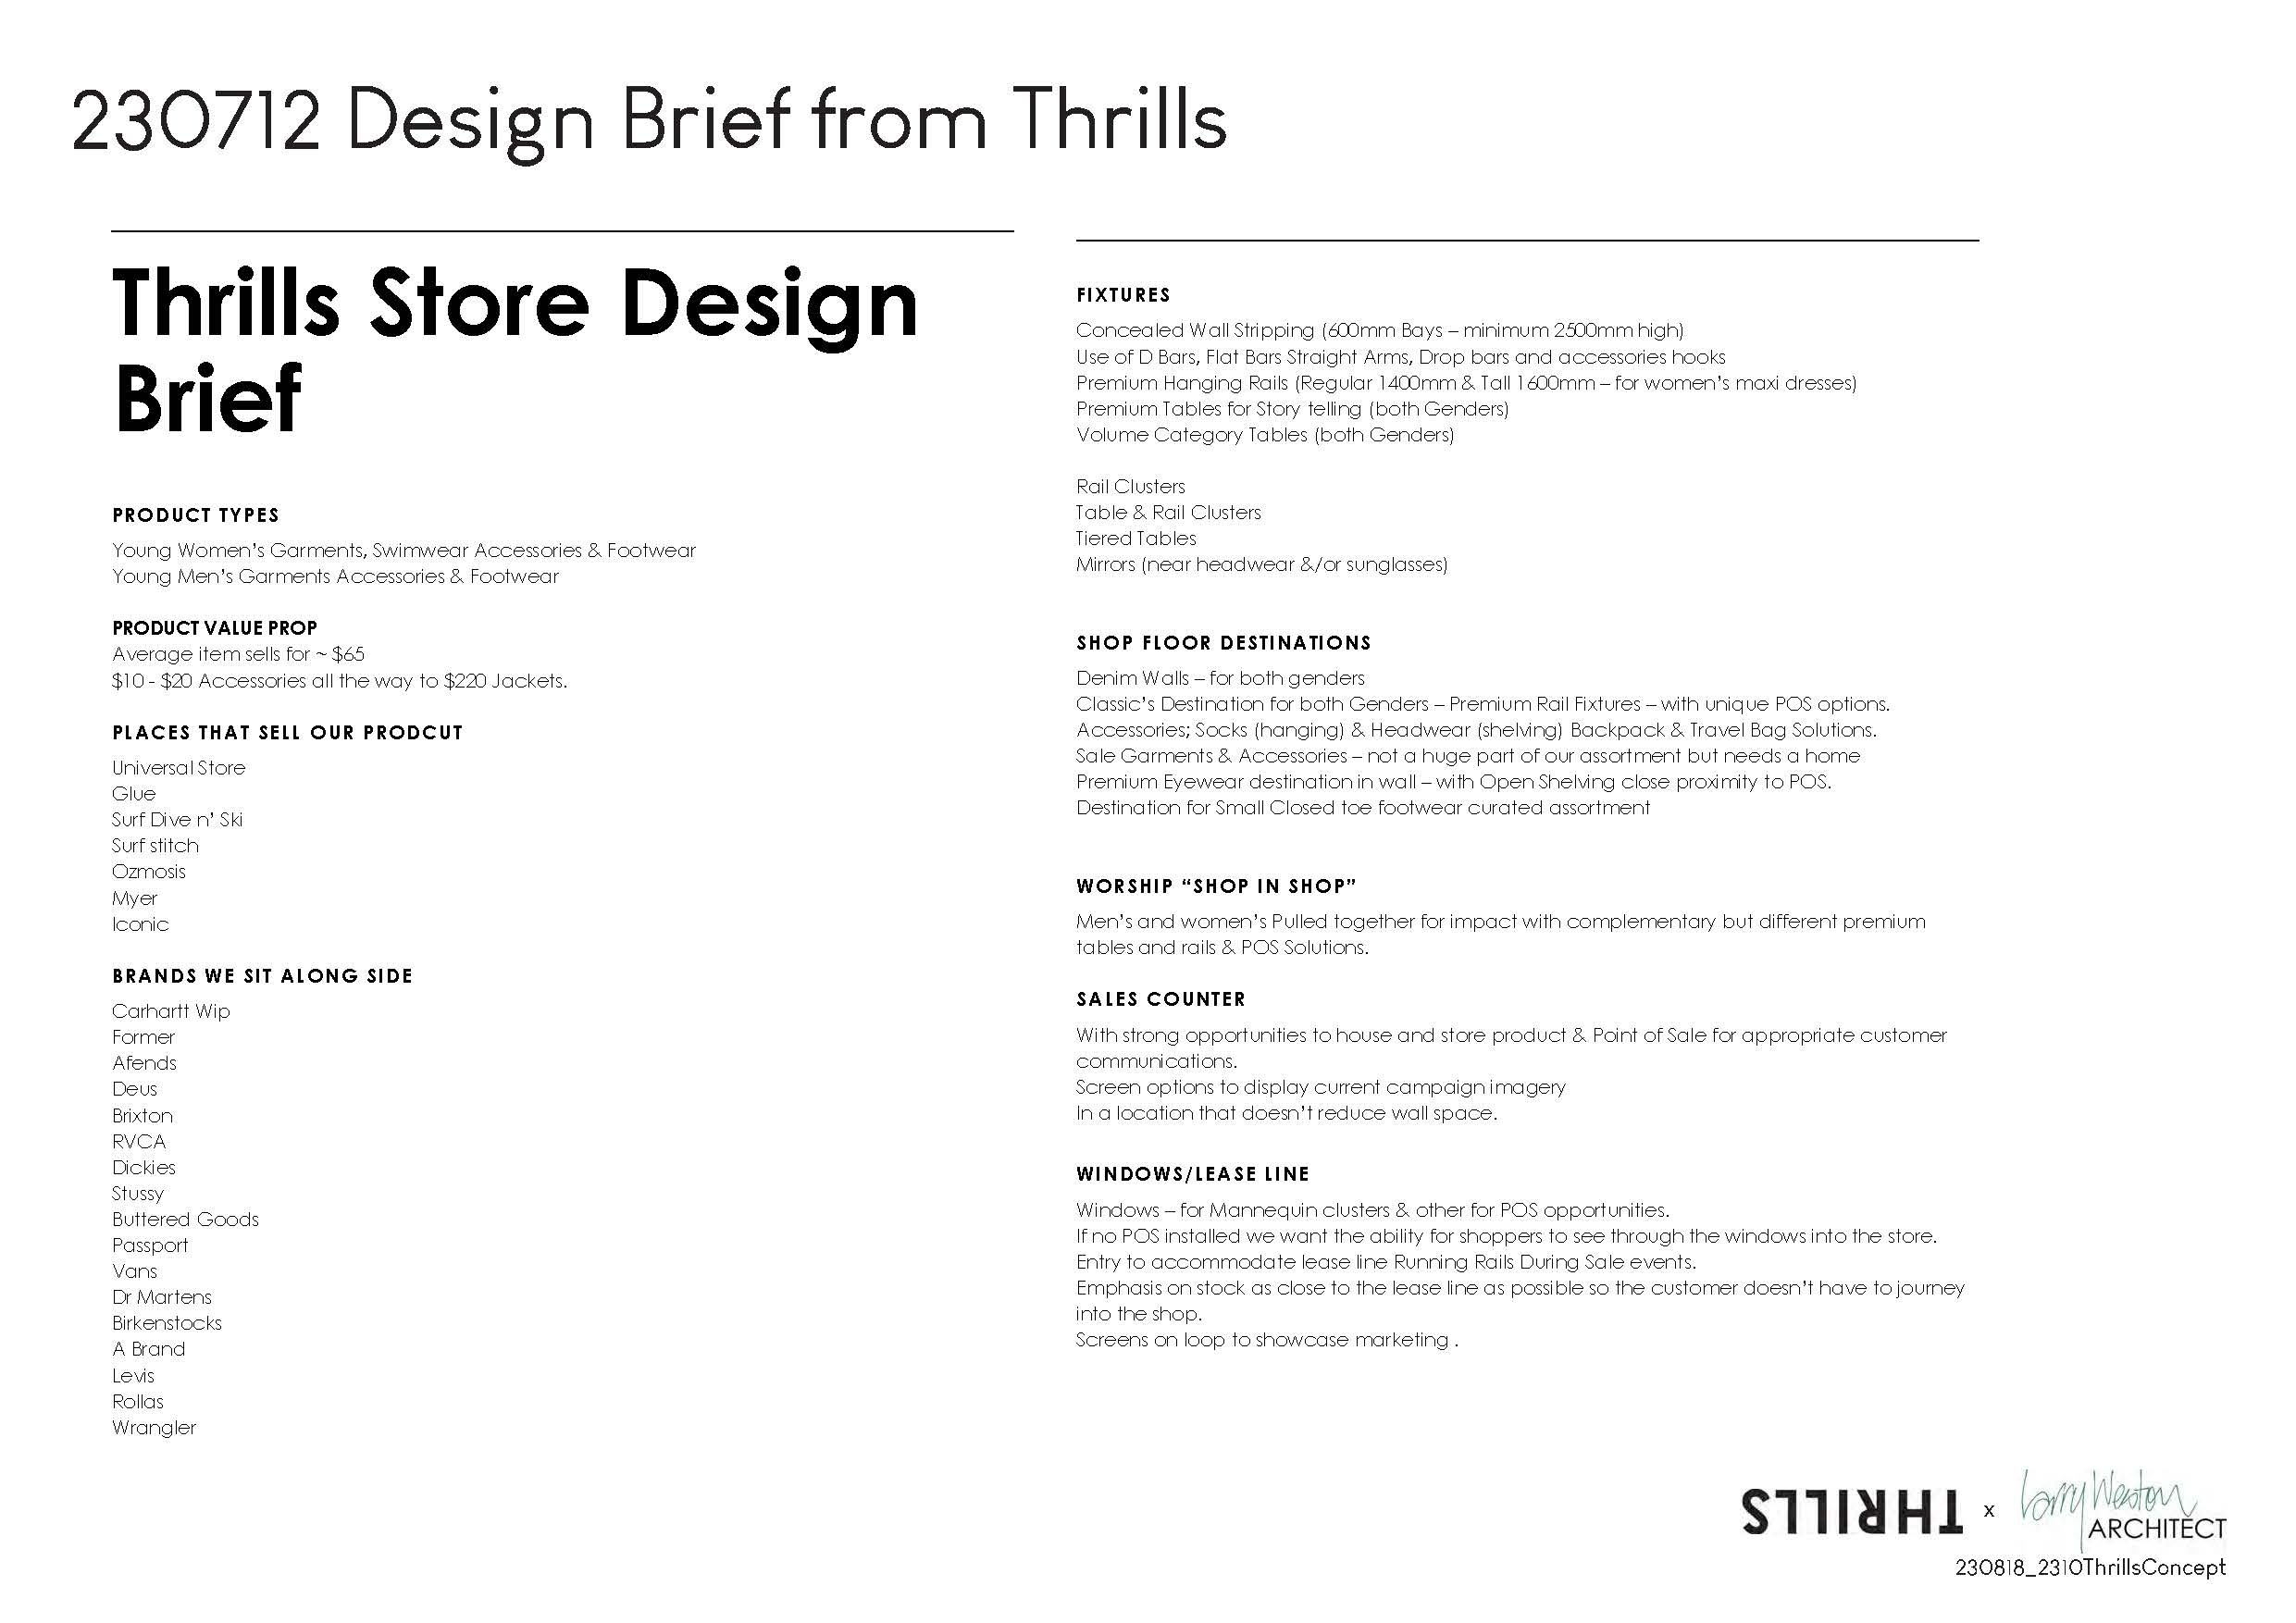 230712 Design Brief from Thrills
Thrills Store Design
Brief
PRODUCT TYPES
Young Women's Garments, Swimwear Accessories & Footwear
Young Men's Garments Accessories & Footwear
PRODUCT VALUE PROP
Average item sells for ~ $65
$10 - $20 Accessories all the way to $220 Jackets.
PLACES THAT SELL OUR PRODCUT
Universal Store
Glue
Surf Dive n' Ski
Surf stitch
Ozmosis
Myer
Iconic
BRANDS WE SIT ALONG SIDE
Carhartt Wip
Former
Afends
Deus
Brixton
RVCA
Dickies
Stussy
Buttered Goods
Passport
Vans
Dr Martens
Birkenstocks
A Brand
Levis
Rollas
Wrangler
FIXTURES
Concealed Wall Stripping (600mm Bays – minimum 2500mm high)
Use of D Bars, Flat Bars Straight Arms, Drop bars and accessories hooks
Premium Hanging Rails (Regular 1400mm & Tall 1600mm – for women's maxi dresses)
Premium Tables for Story telling (both Genders)
Volume Category Tables (both Genders)
Rail Clusters
Table & Rail Clusters
Tiered Tables
Mirrors (near headwear &/or sunglasses)
SHOP FLOOR DESTINATIONS
Denim Walls – for both genders
Classic's Destination for both Genders – Premium Rail Fixtures – with unique POS options.
Accessories; Socks (hanging) & Headwear (shelving) Backpack & Travel Bag Solutions.
Sale Garments & Accessories – not a huge part of our assortment but needs a home
Premium Eyewear destination in wall – with Open Shelving close proximity to POS.
Destination for Small Closed toe footwear curated assortment
WORSHIP “SHOP IN SHOP”
Men's and women's Pulled together for impact with complementary but different premium
tables and rails & POS Solutions.
SALES COUNTER
With strong opportunities to house and store product & Point of Sale for appropriate customer
communications.
Screen options to display current campaign imagery
In a location that doesn't reduce wall space.
WINDOWS/LEASE LINE
Windows – for Mannequin clusters & other for POS opportunities.
If no POS installed we want the ability for shoppers to see through the windows into the store.
Entry to accommodate lease line Running Rails During Sale events.
Emphasis on stock as close to the lease line as possible so the customer doesn't have to journey
into the shop.
Screens on loop to showcase marketing .
THRILLS x Larry Weston
ARCHITECT
230818_2310ThrillsConcept